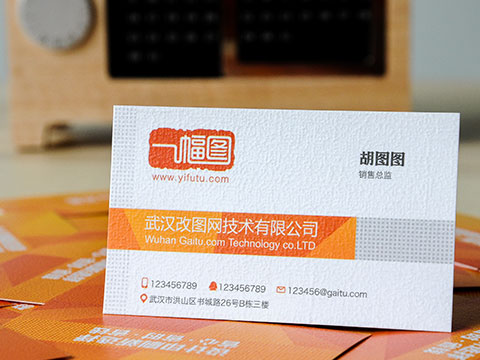 一幅图
www.yifutu.com
胡图图
销售总监
武汉改图网技术有限公司
Wuhan Gaitu.com Technology co.LTD
123456789 123456789 123456@gaitu.com
武汉市洪山区书城路26号B栋三楼